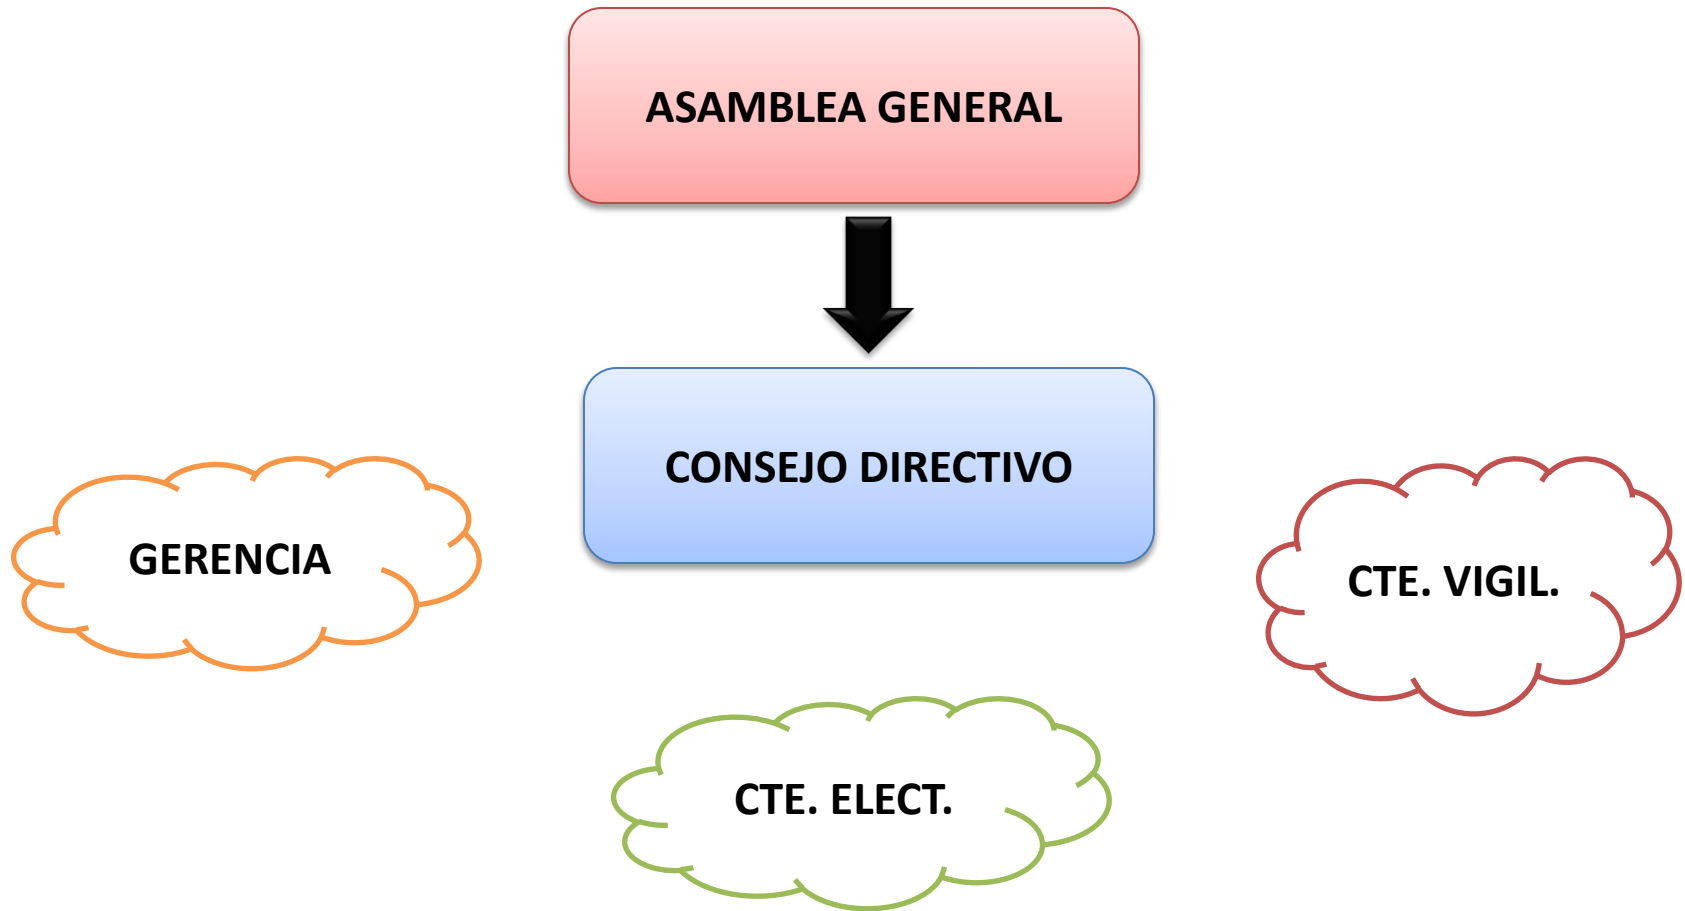 ASAMBLEA GENERAL
CONSEJO DIRECTIVO
GERENCIA
CTE. VIGIL.
CTE. ELECT.